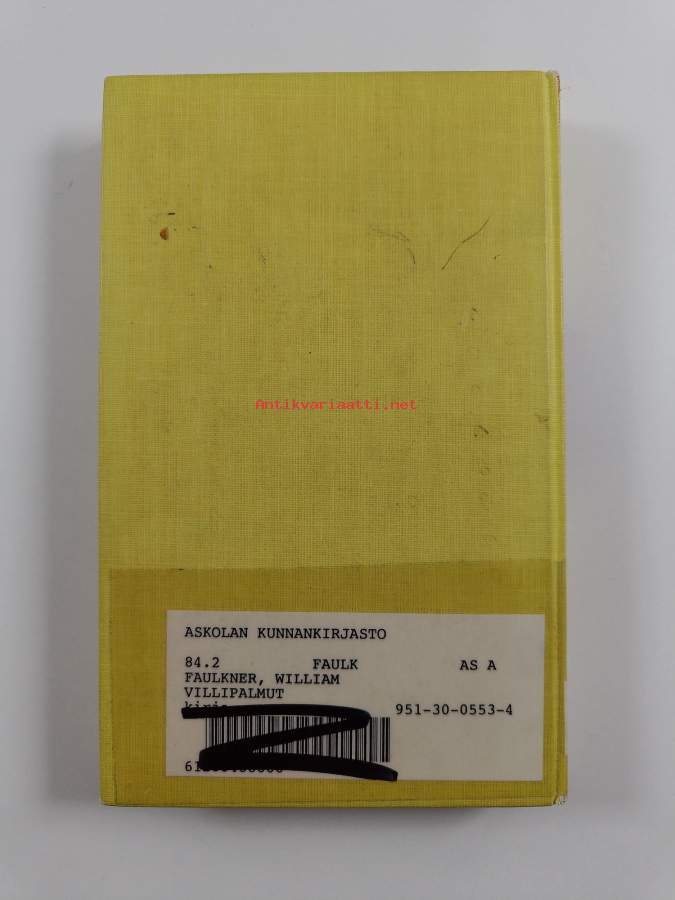 Antikvariaatti.net
ASKOLAN KUNNANKIRJASTO
84.2 FAULK AS A
FAULKNER, WILLIAM
VILLIPALMUT
951-30-0553-4